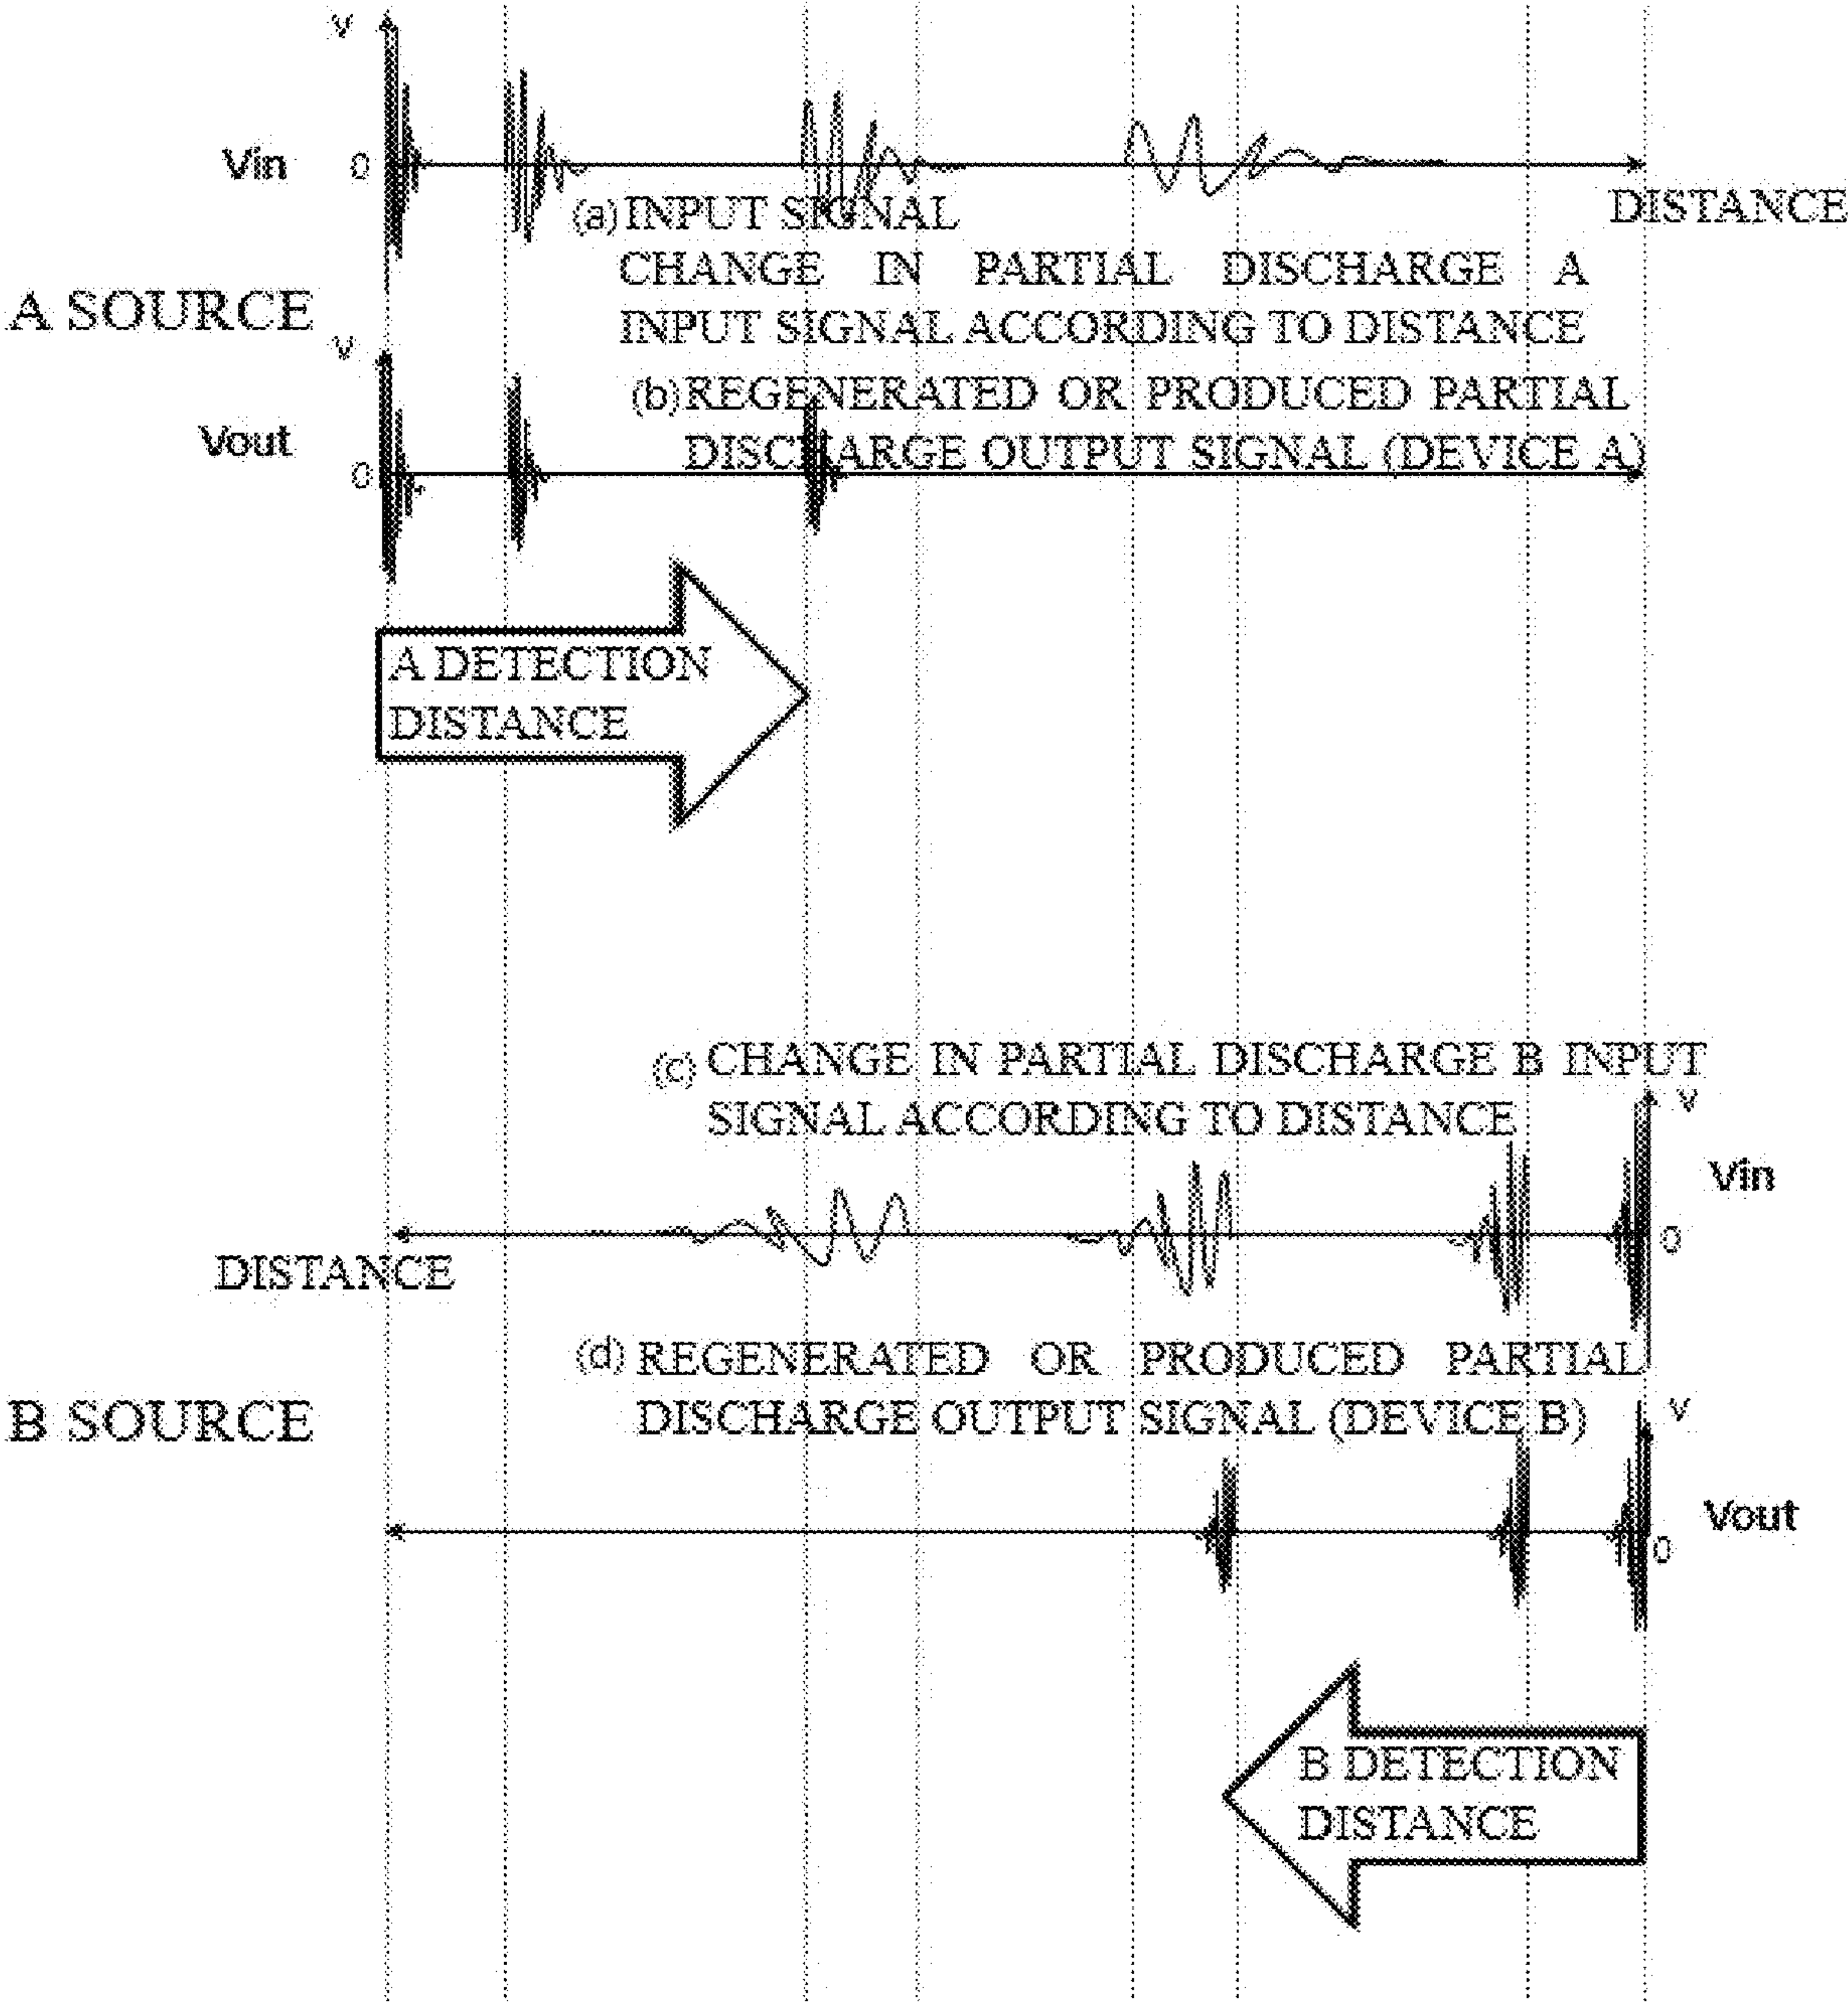 V
Vin
0
(a) INPUT SIGNAL
DISTANCE
CHANGE IN PARTIAL DISCHARGE A
INPUT SIGNAL ACCORDING TO DISTANCE
A SOURCE
V
(b) REGENERATED OR PRODUCED PARTIAL
DISCHARGE OUTPUT SIGNAL (DEVICE A)
Vout
0
A DETECTION
DISTANCE
(c) CHANGE IN PARTIAL DISCHARGE B INPUT
SIGNAL ACCORDING TO DISTANCE
V
Vin
0
DISTANCE
(d) REGENERATED OR PRODUCED PARTIAL
DISCHARGE OUTPUT SIGNAL (DEVICE B)
B SOURCE
V
Vout
0
B DETECTION
DISTANCE